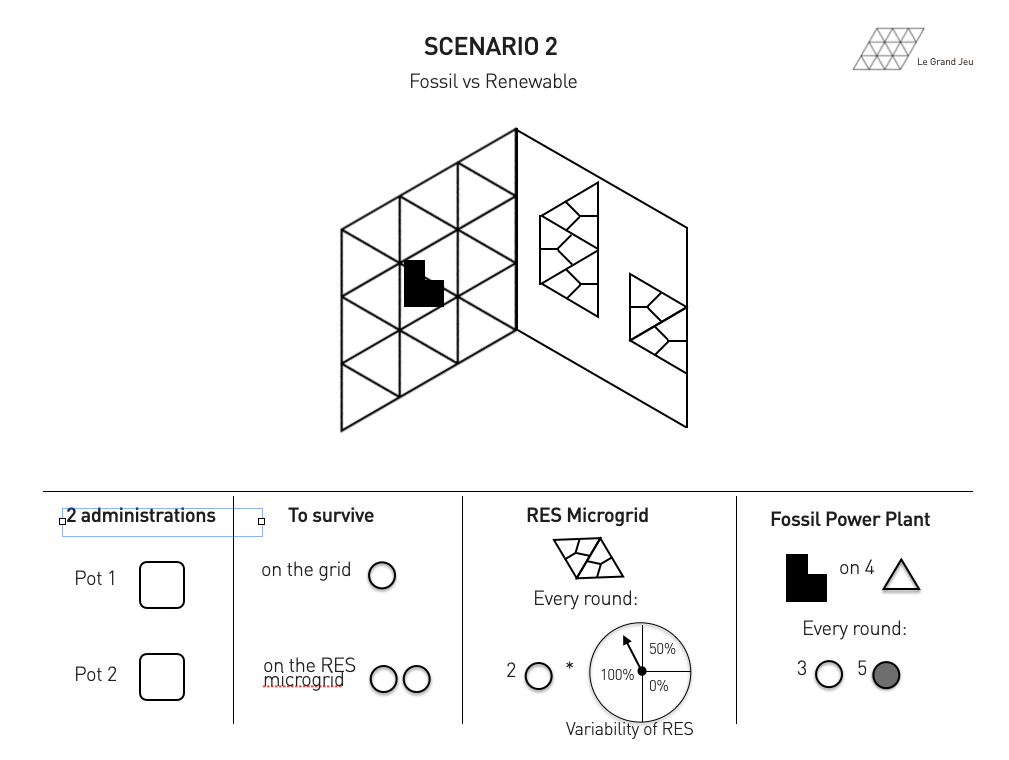 SCENARIO 2
Fossil vs Renewable
Le Grand Jeu
2 administrations
Pot 1
Pot 2
To survive
on the grid
on the RES
microgrid
RES Microgrid
Every round:
2 *
50%
100%
0%
Variability of RES
Fossil Power Plant
on 4
Every round:
3 5